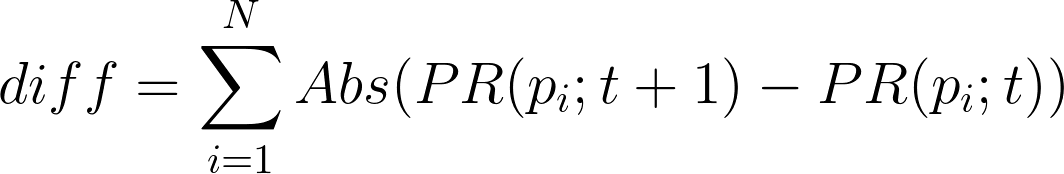 diff = \sum_{i=1}^{N} Abs(PR(p_i; t + 1) − PR(p_i; t))